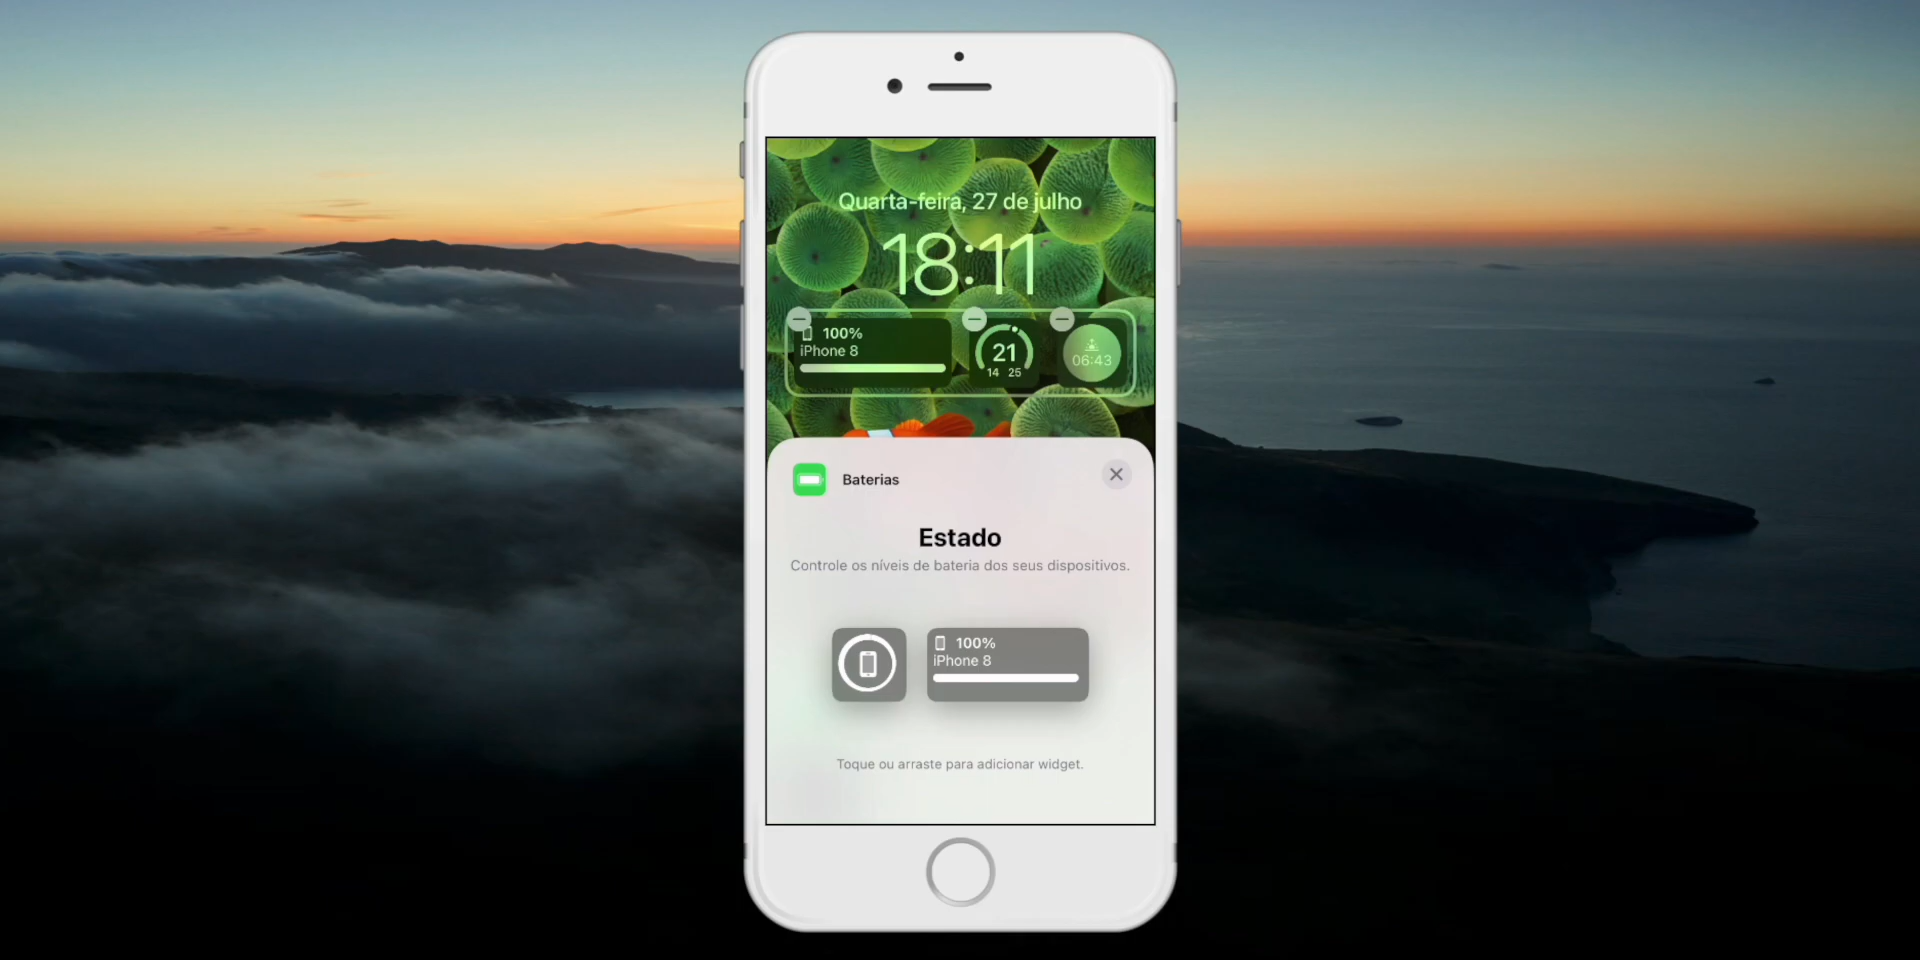 Quarta-feira, 27 de julho
18:11
100%
iPhone 8
21
14 25
06:43
Baterias
Estado
Controle os níveis de bateria dos seus dispositivos.
100%
iPhone 8
Toque ou arraste para adicionar widget.